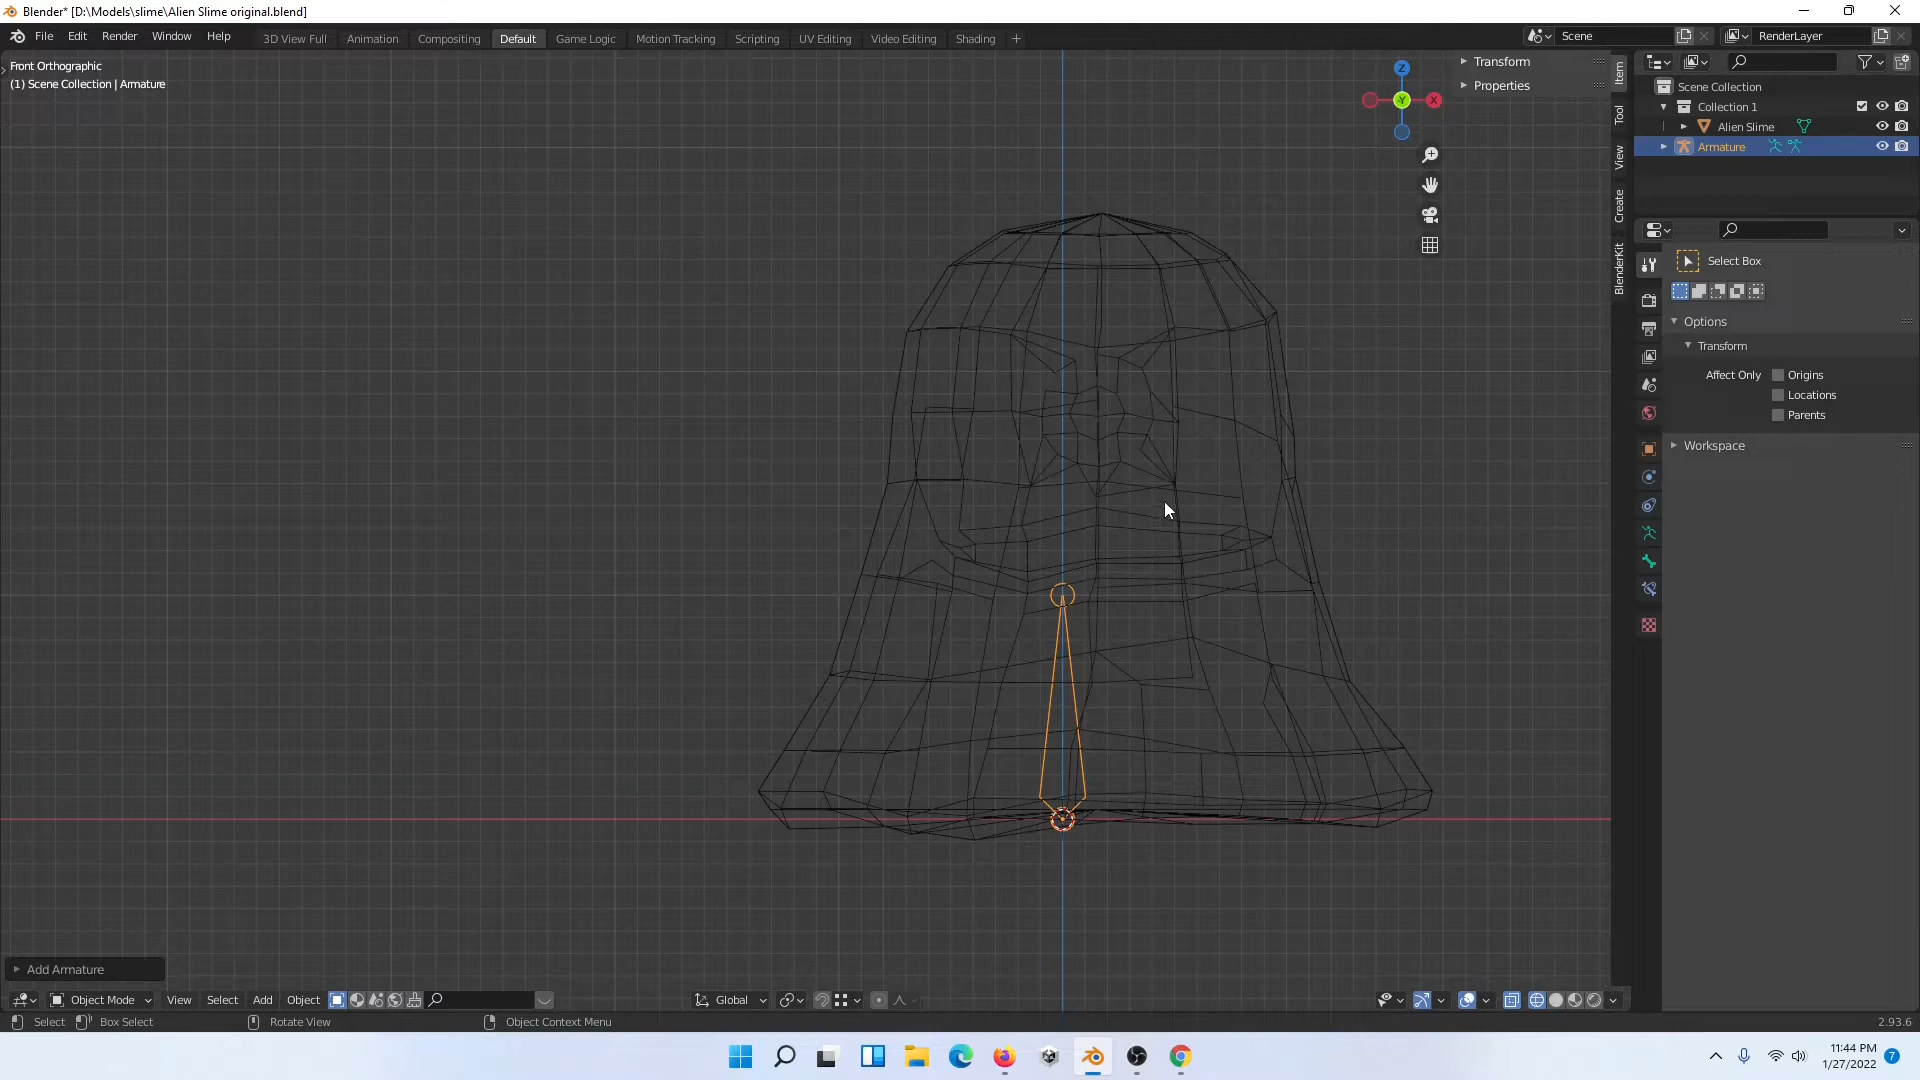 Blender* [D:\Models\slime\Alien Slime original.blend]
File Edit Render Window Help 3D View Full Animation Compositing Default Game Logic Motion Tracking Scripting UV Editing Video Editing Shading + Scene RenderLayer
Front Orthographic
(1) Scene Collection | Armature
Transform
Properties
Z
Y
X
Item
Tool
View
Create
BlenderKit
Scene Collection
Collection 1
Alien Slime
Armature
Select Box
Options
Transform
Affect Only Origins
Locations
Parents
Workspace
Add Armature
Object Mode View Select Add Object Global
Select Box Select Rotate View Object Context Menu 2.93.6
11:44 PM
1/27/2022
7